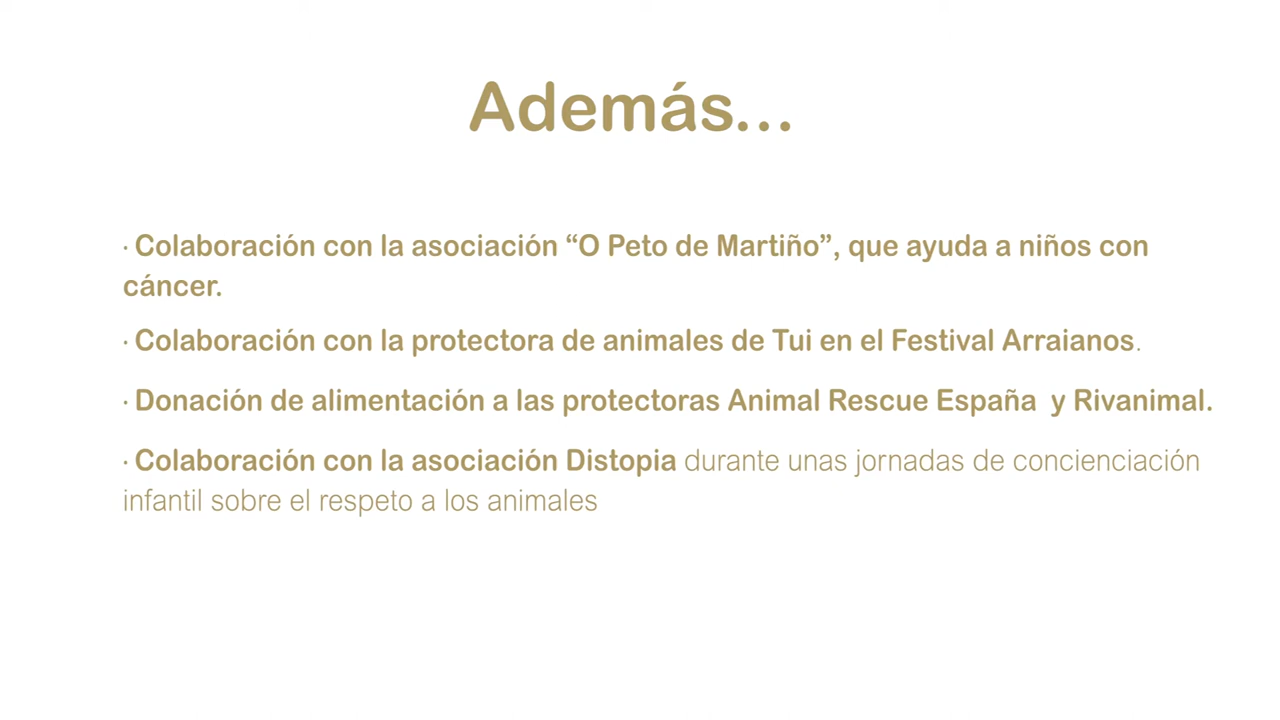 Además...
· Colaboración con la asociación “O Peto de Martiño”, que ayuda a niños con
cáncer.
· Colaboración con la protectora de animales de Tui en el Festival Arraianos.
· Donación de alimentación a las protectoras Animal Rescue España  y Rivanimal.
· Colaboración con la asociación Distopia durante unas jornadas de concienciación
infantil sobre el respeto a los animales